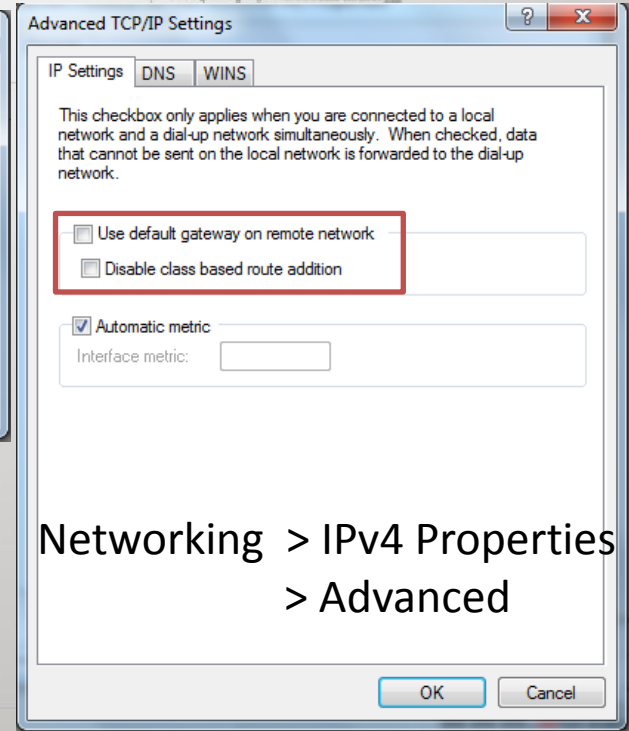 Advanced TCP/IP Settings
? X
IP Settings DNS WINS
This checkbox only applies when you are connected to a local
network and a dial-up network simultaneously. When checked, data
that cannot be sent on the local network is forwarded to the dial-up
network.
Use default gateway on remote network
Disable class based route addition
Automatic metric
Interface metric:
Networking > IPv4 Properties
> Advanced
OK Cancel